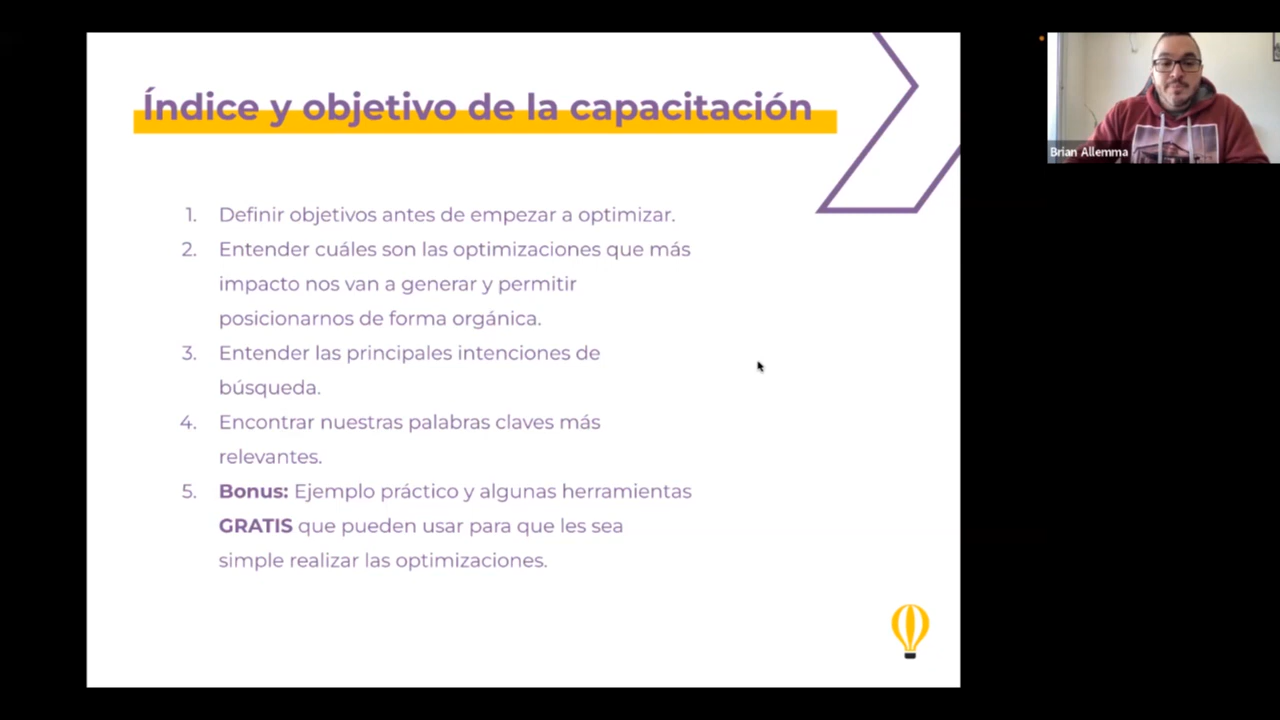 Índice y objetivo de la capacitación
1. Definir objetivos antes de empezar a optimizar.
2. Entender cuáles son las optimizaciones que más
impacto nos van a generar y permitir
posicionarnos de forma orgánica.
3. Entender las principales intenciones de
búsqueda.
4. Encontrar nuestras palabras claves más
relevantes.
5. Bonus: Ejemplo práctico y algunas herramientas
GRATIS que pueden usar para que les sea
simple realizar las optimizaciones.
Brian Allemma